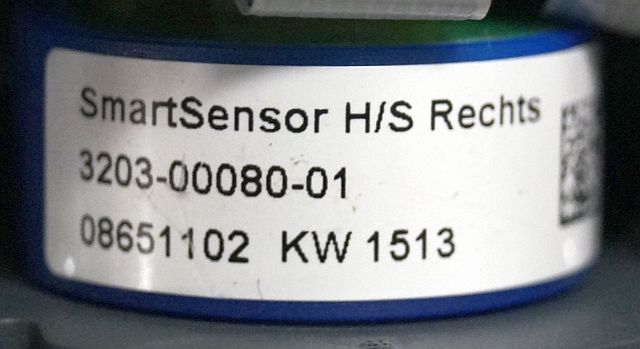 SmartSensor H/S Rechts
3203-00080-01
08651102 KW 1513